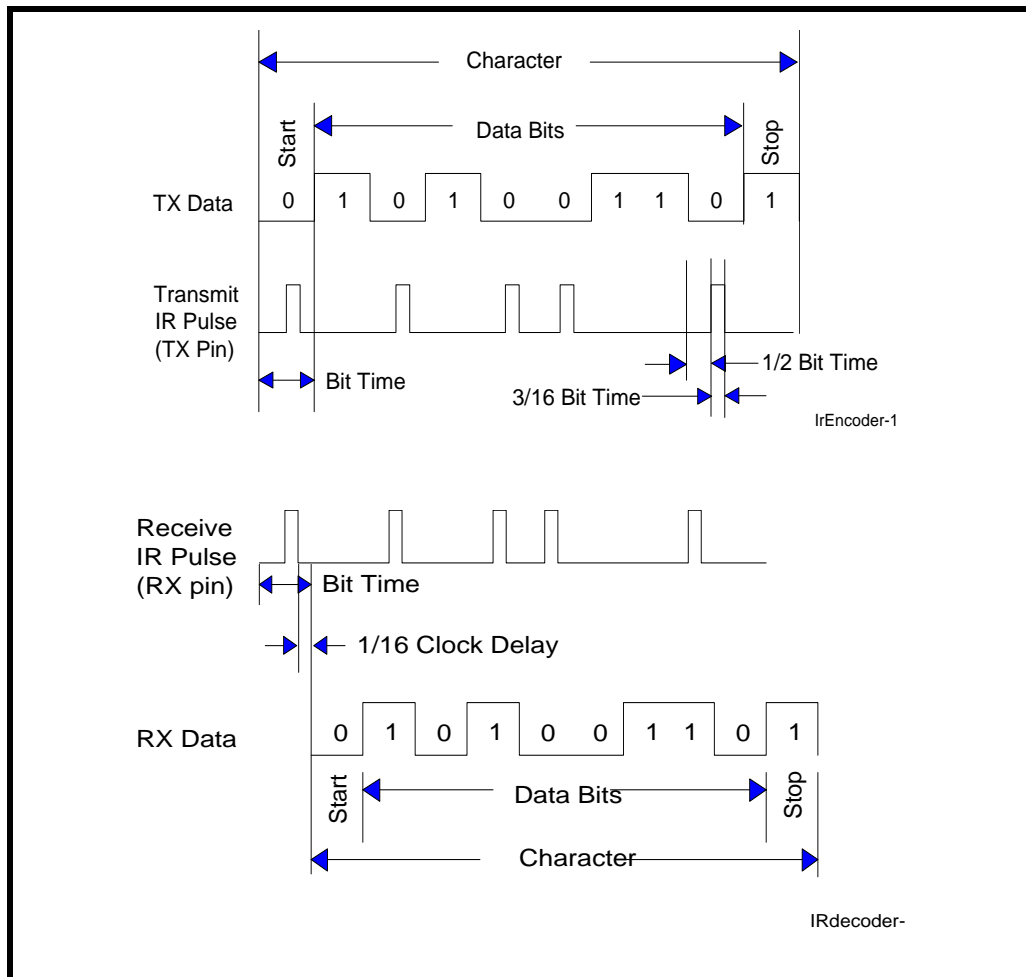 Character
Start
Data Bits
Stop
TX Data
0 1 0 1 0 0 1 1 0 1
Transmit
IR Pulse
(TX Pin)
Bit Time
1/2 Bit Time
3/16 Bit Time
IrEncoder-1
Receive
IR Pulse
(RX pin)
Bit Time
1/16 Clock Delay
RX Data
0 1 0 1 0 0 1 1 0 1
Start
Data Bits
Stop
Character
IRdecoder-